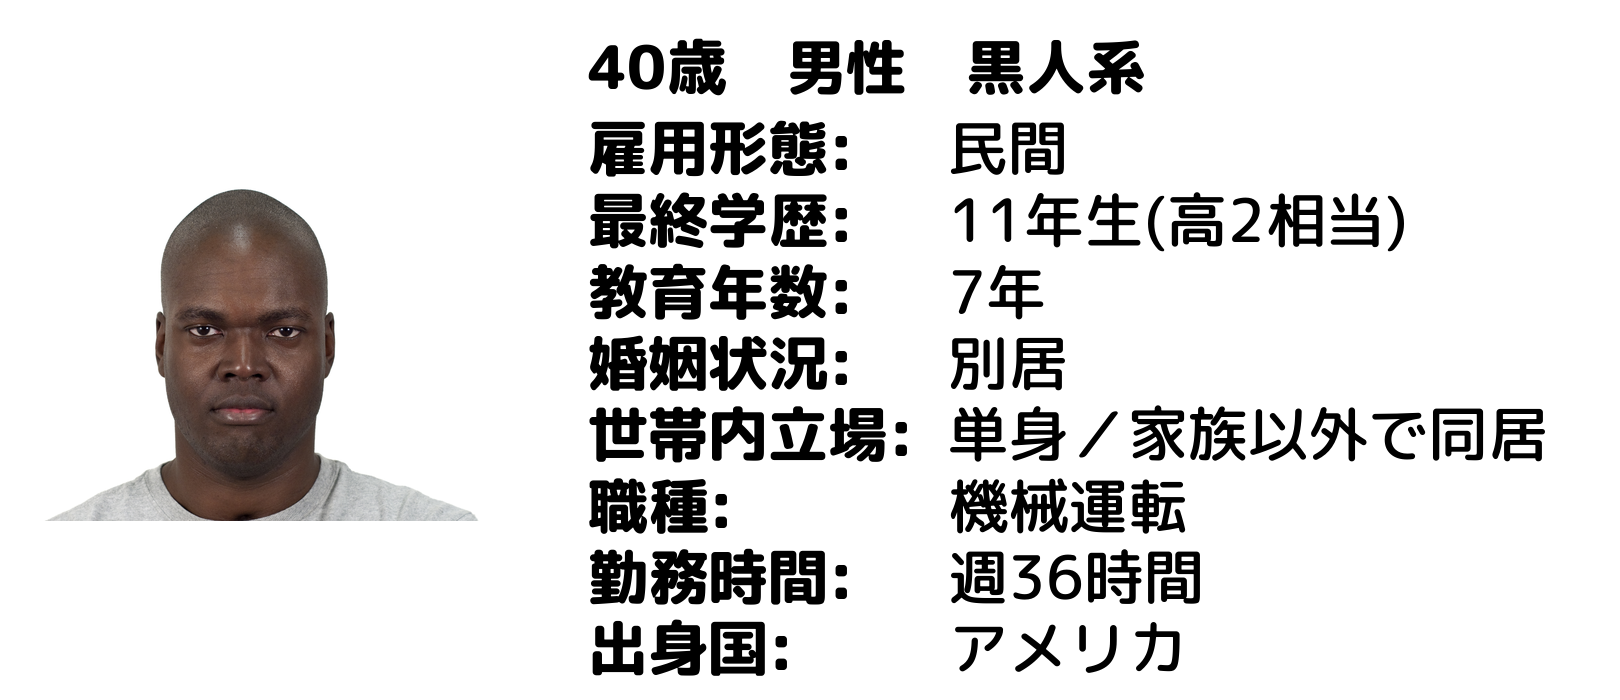 40歳　男性　黒人系
雇用形態:　民間
最終学歴:　11年生(高2相当)
教育年数:　7年
婚姻状況:　別居
世帯内立場:　単身／家族以外で同居
職種:　機械運転
勤務時間:　週36時間
出身国:　アメリカ